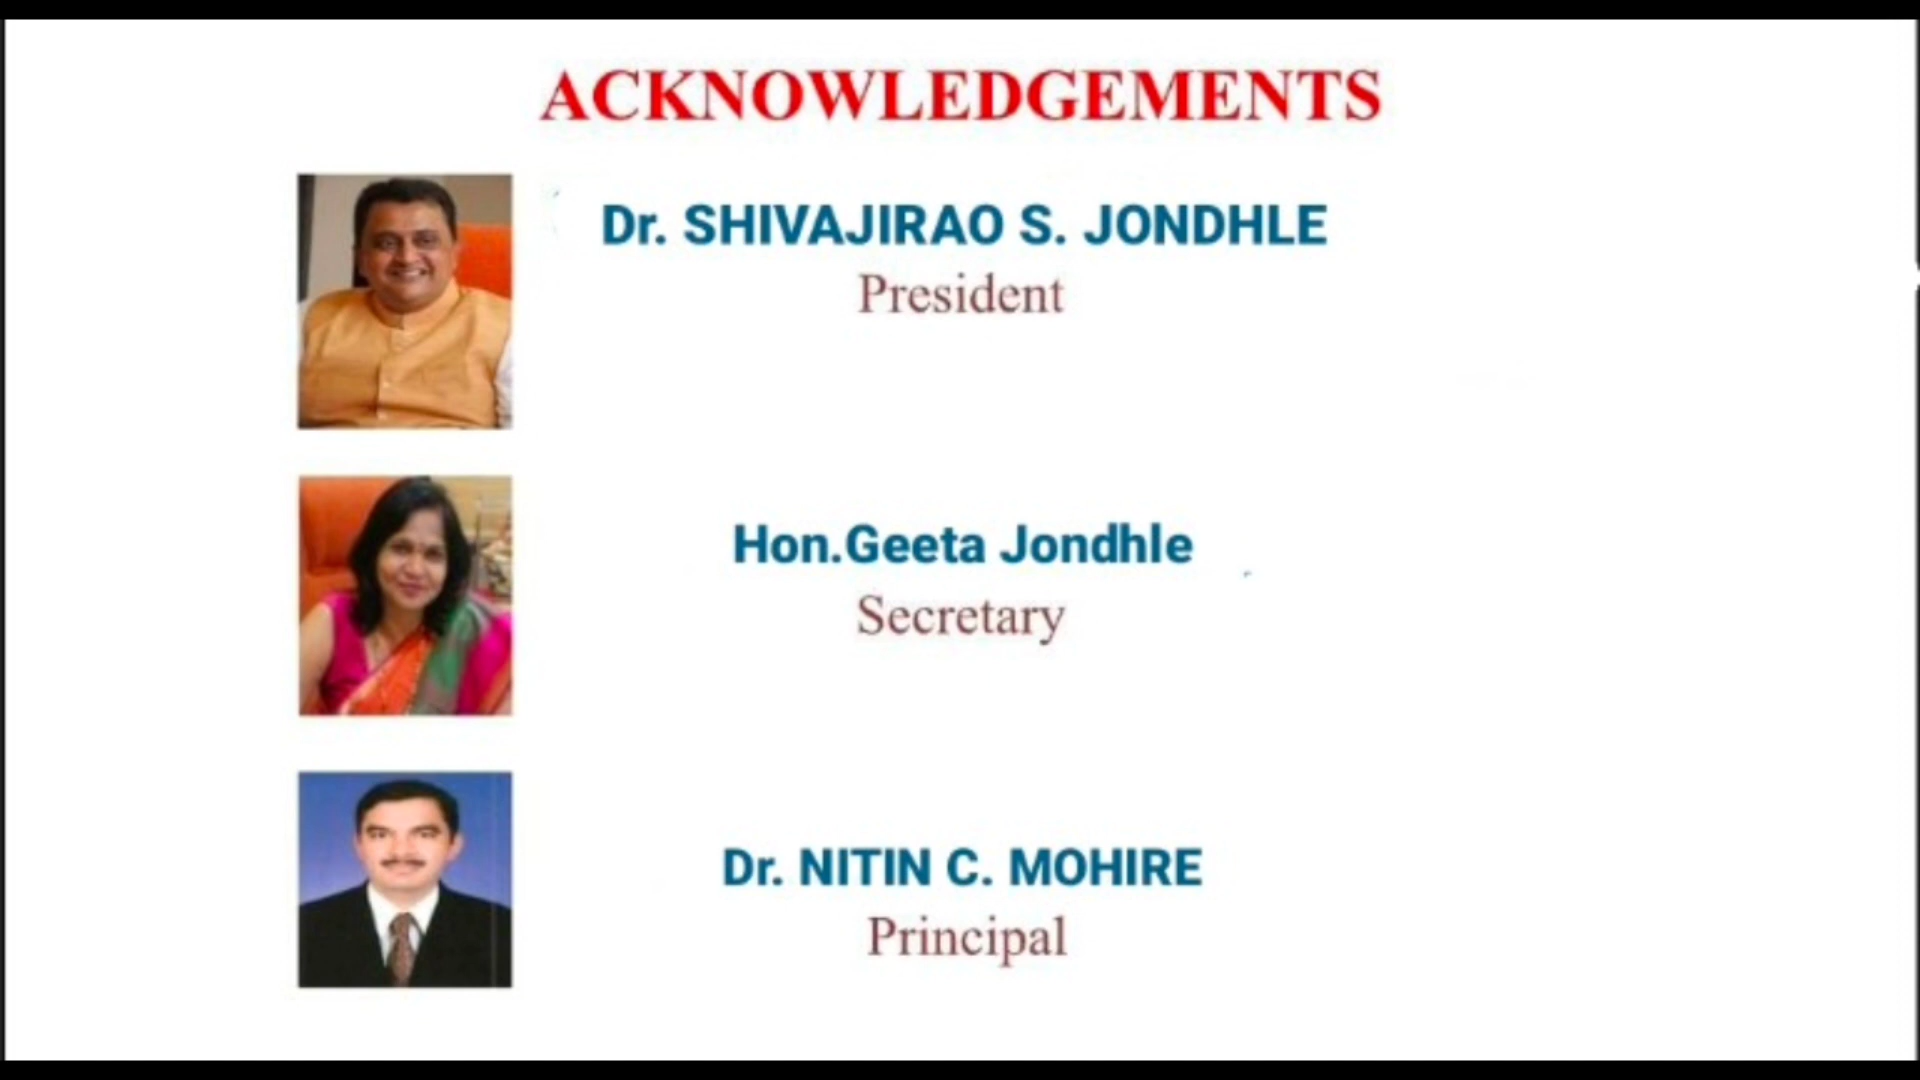 ACKNOWLEDGEMENTS
Dr. SHIVAJIRAO S. JONDHLE
President
Hon.Geeta Jondhle
Secretary
Dr. NITIN C. MOHIRE
Principal